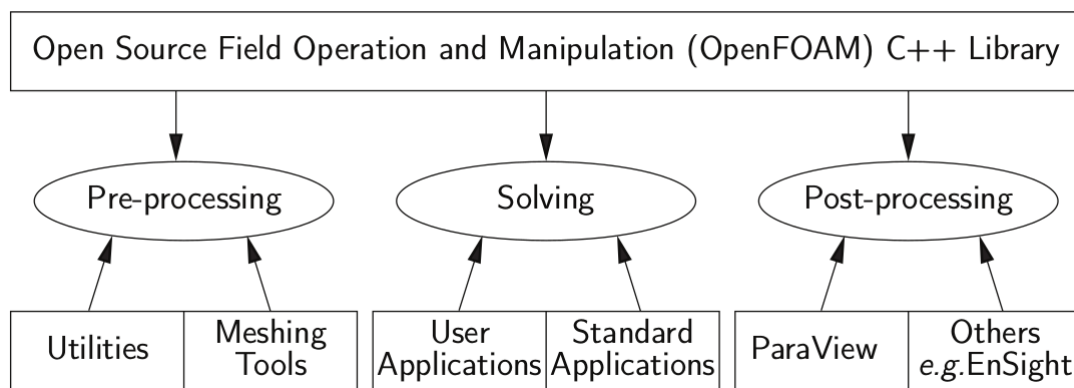 Open Source Field Operation and Manipulation (OpenFOAM) C++ Library
Pre-processing
Solving
Post-processing
Utilities
Meshing
Tools
User
Applications
Standard
Applications
ParaView
Others
e.g.EnSight